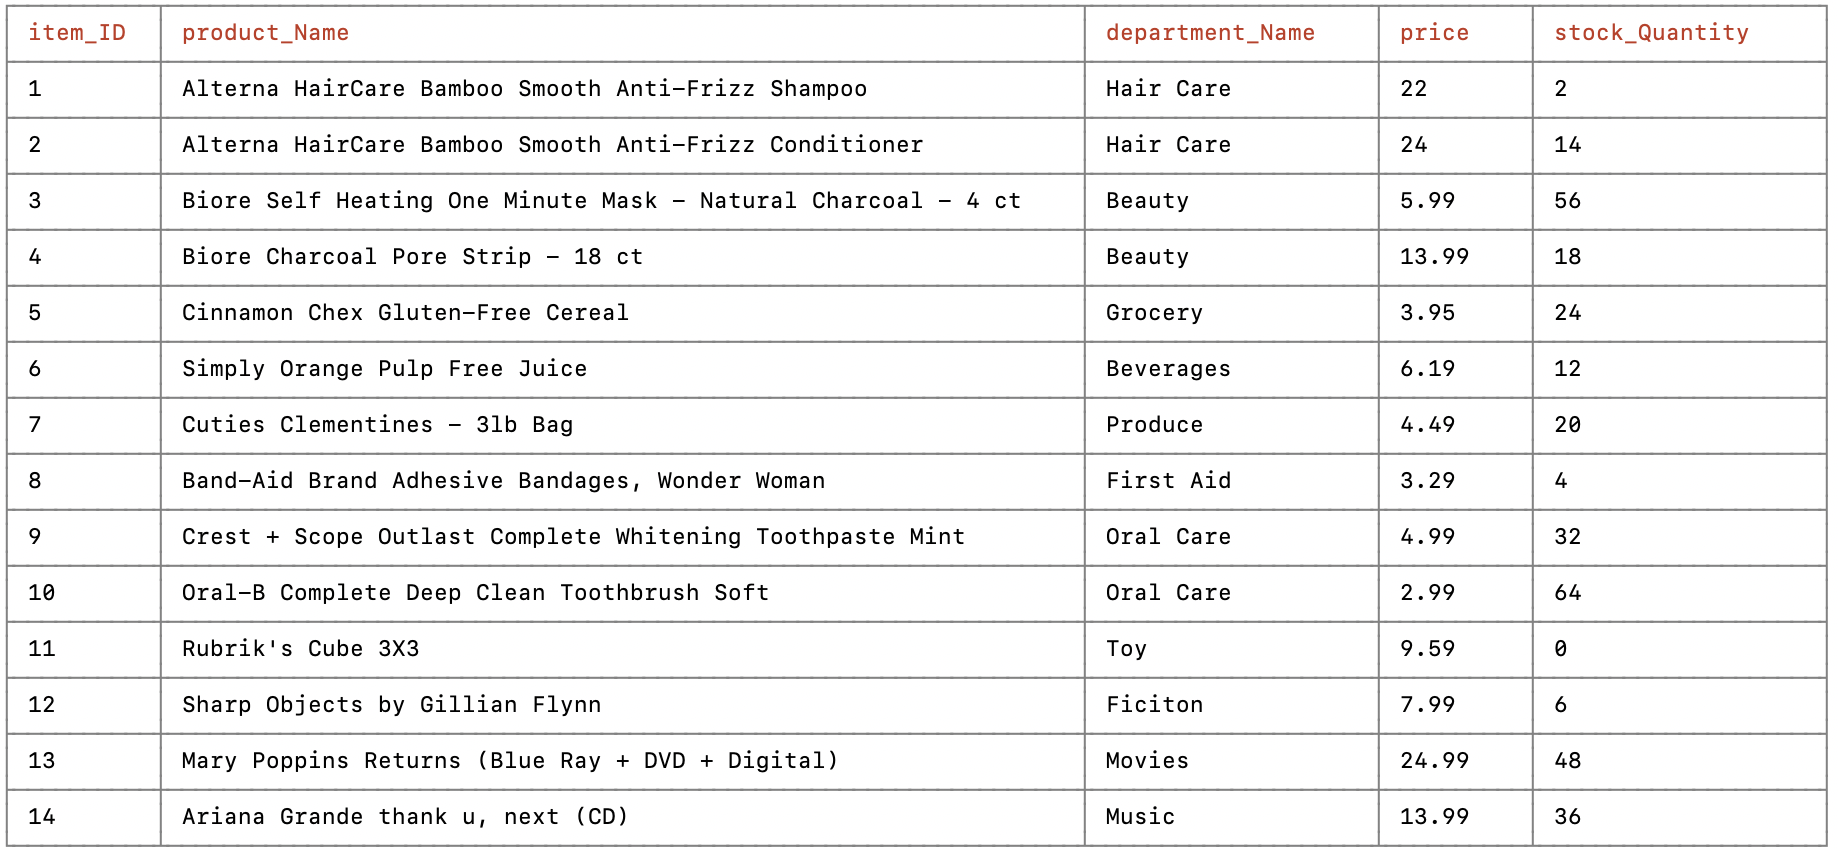 item_ID product_Name department_Name price stock_Quantity
1 Alterna HairCare Bamboo Smooth Anti-Frizz Shampoo Hair Care 22 2
2 Alterna HairCare Bamboo Smooth Anti-Frizz Conditioner Hair Care 24 14
3 Biore Self Heating One Minute Mask - Natural Charcoal - 4 ct Beauty 5.99 56
4 Biore Charcoal Pore Strip - 18 ct Beauty 13.99 18
5 Cinnamon Chex Gluten-Free Cereal Grocery 3.95 24
6 Simply Orange Pulp Free Juice Beverages 6.19 12
7 Cuties Clementines - 3lb Bag Produce 4.49 20
8 Band-Aid Brand Adhesive Bandages, Wonder Woman First Aid 3.29 4
9 Crest + Scope Outlast Complete Whitening Toothpaste Mint Oral Care 4.99 32
10 Oral-B Complete Deep Clean Toothbrush Soft Oral Care 2.99 64
11 Rubrik's Cube 3X3 Toy 9.59 0
12 Sharp Objects by Gillian Flynn Ficiton 7.99 6
13 Mary Poppins Returns (Blue Ray + DVD + Digital) Movies 24.99 48
14 Ariana Grande thank u, next (CD) Music 13.99 36